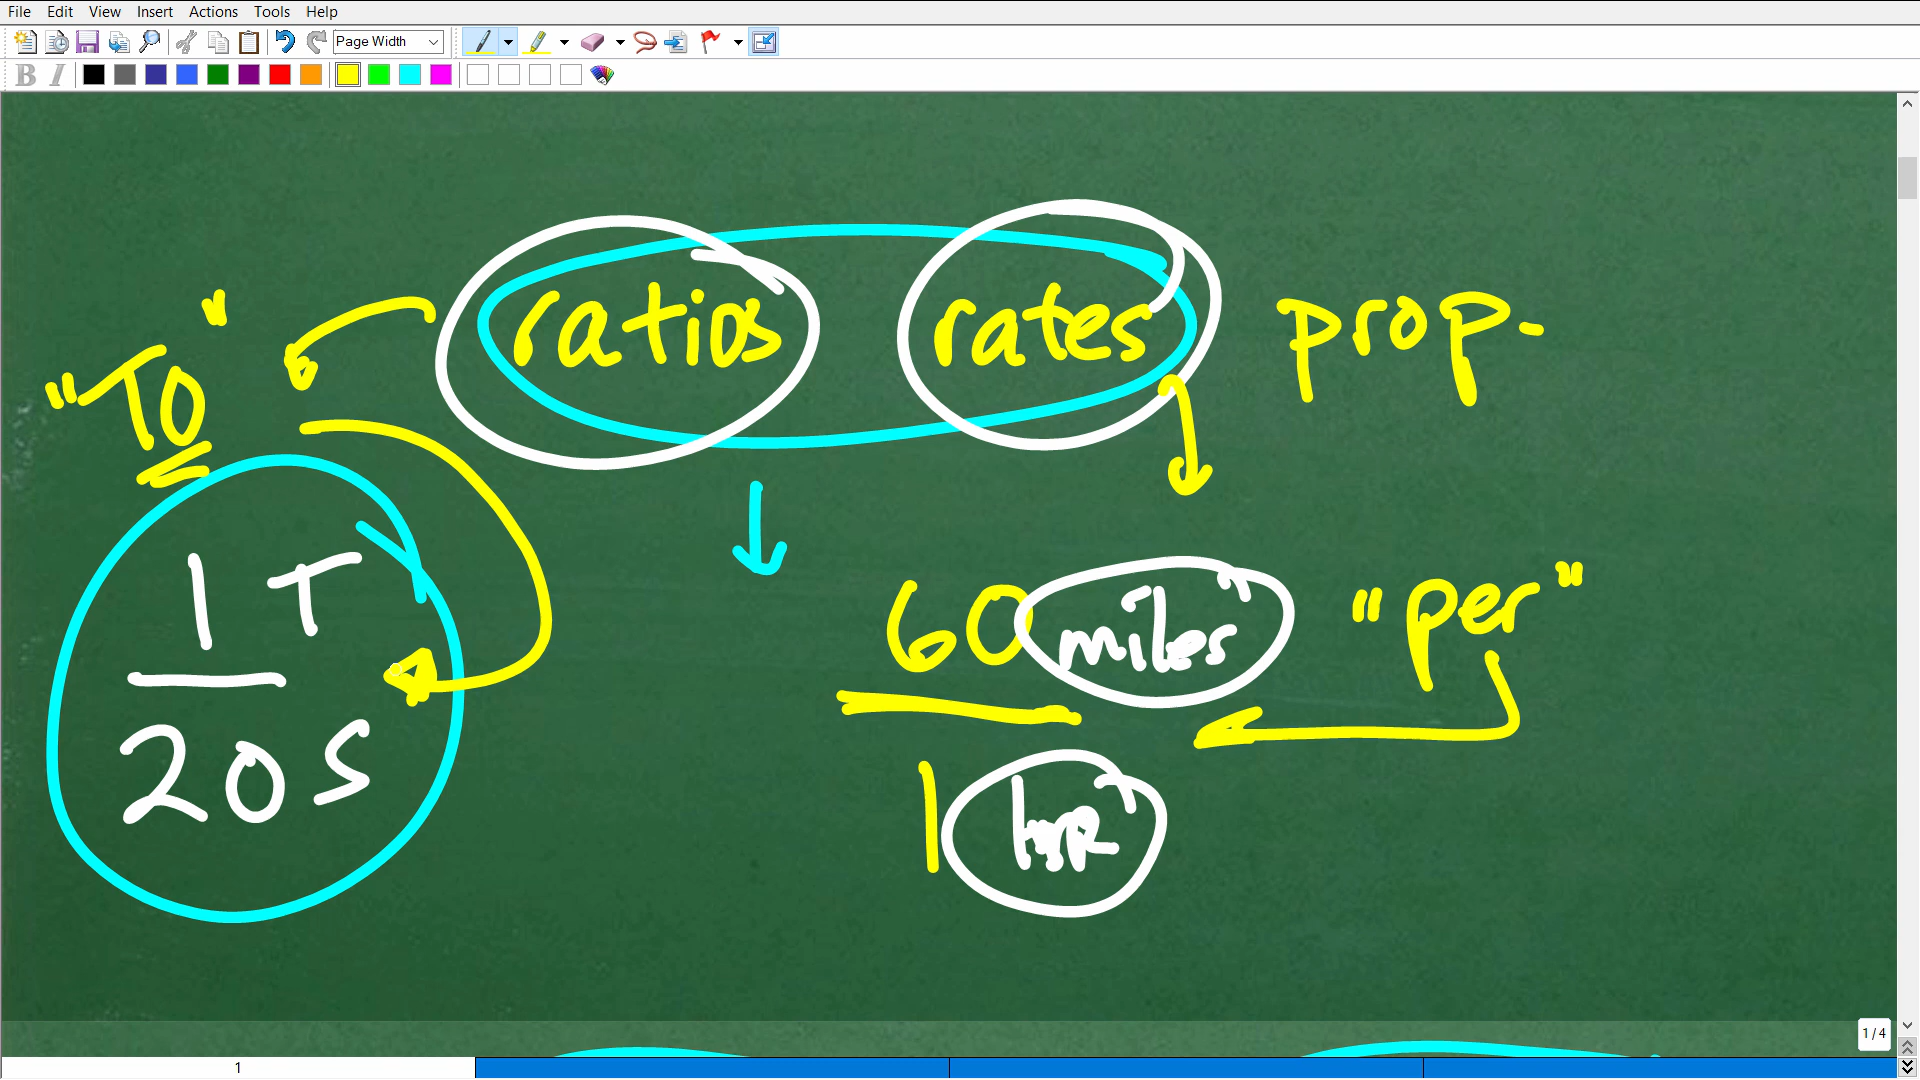 File Edit View Insert Actions Tools Help
Page Width
B I
ratios rates prop.
"TO"
1 T
20 S
60 miles "per"
1 hr
1 / 4
1